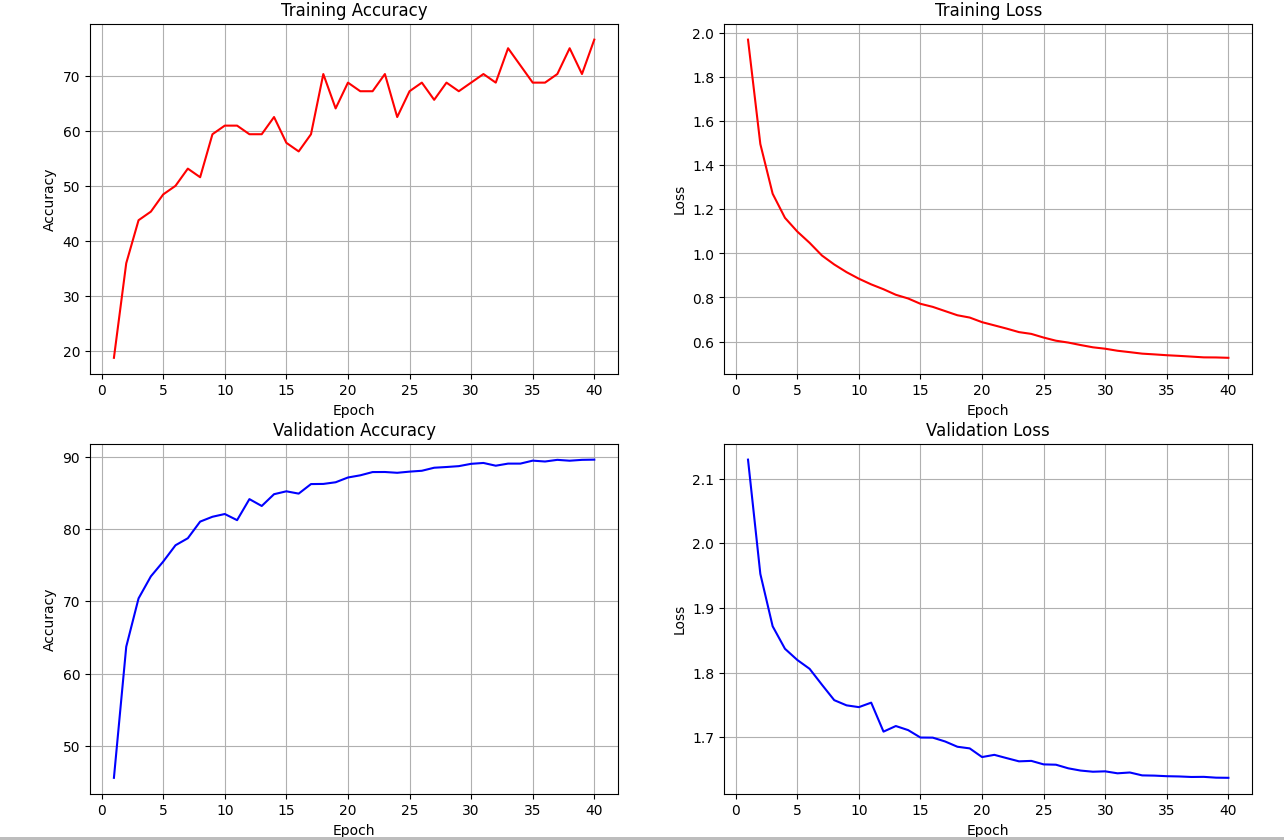 Training Accuracy
Accuracy
70
60
50
40
30
20
0 5 10 15 20 25 30 35 40
Epoch
Training Loss
Loss
2.0
1.8
1.6
1.4
1.2
1.0
0.8
0.6
0 5 10 15 20 25 30 35 40
Epoch
Validation Accuracy
Accuracy
90
80
70
60
50
0 5 10 15 20 25 30 35 40
Epoch
Validation Loss
Loss
2.1
2.0
1.9
1.8
1.7
0 5 10 15 20 25 30 35 40
Epoch